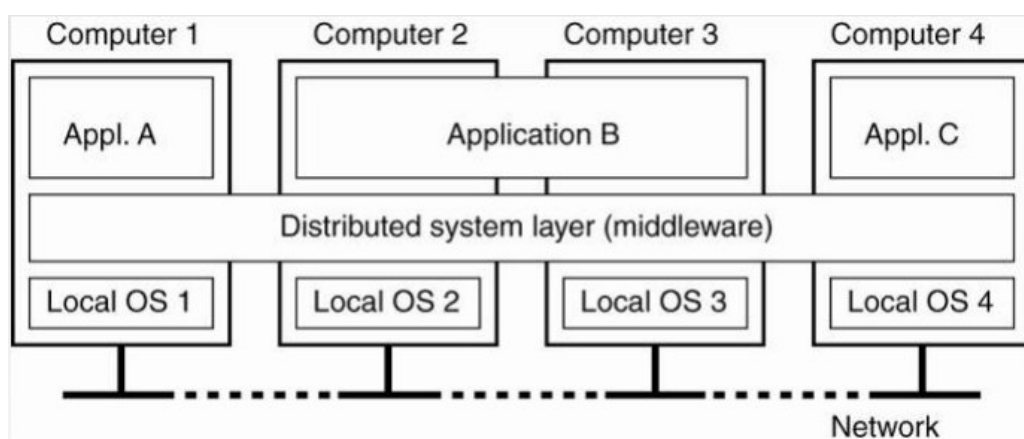 Computer 1
Computer 2
Computer 3
Computer 4
Appl. A
Application B
Appl. C
Distributed system layer (middleware)
Local OS 1
Local OS 2
Local OS 3
Local OS 4
Network